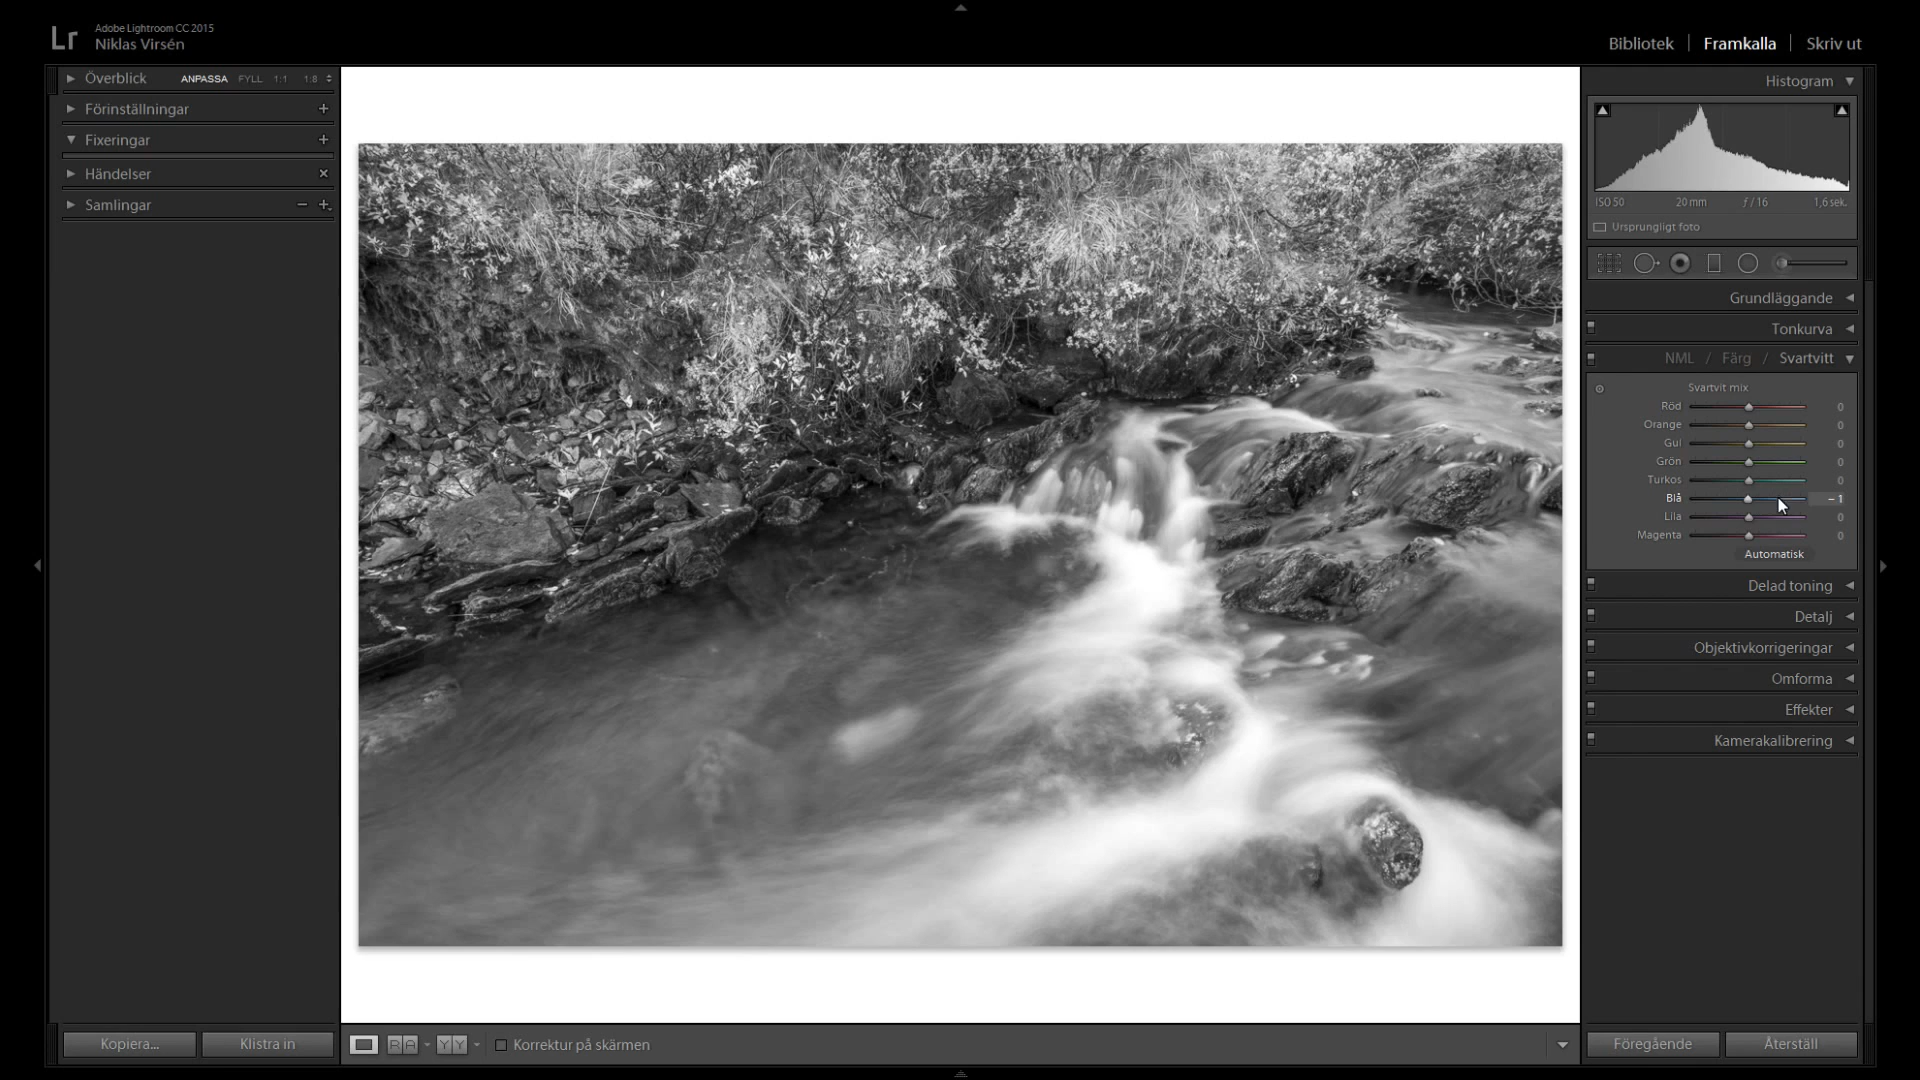 Lr
Adobe Lightroom CC 2015
Niklas Virsén
Bibliotek | Framkalla | Skriv ut
Överblick ANPASSA FYLL 1:1 1:8
Förinställningar
Fixeringar
Händelser
Samlingar
Histogram
ISO 50 20 mm ƒ / 16 1,6 sek.
Ursprungligt foto
Grundläggande
Tonkurva
NML / Färg / Svartvitt
Svartvit mix
Röd 0
Orange 0
Gul 0
Grön 0
Turkos 0
Blå – 1
Lila 0
Magenta 0
Automatisk
Delad toning
Detalj
Objektivkorrigeringar
Omforma
Effekter
Kamerakalibrering
Kopiera... Klistra in
R A Y Y Korrektur på skärmen
Föregående Återställ